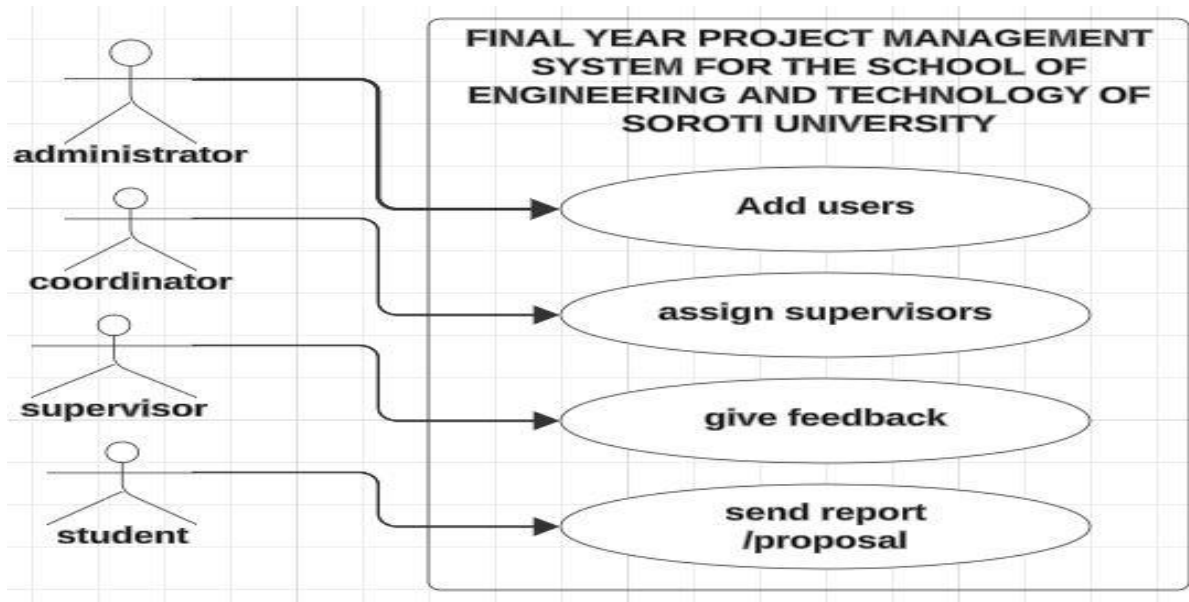 FINAL YEAR PROJECT MANAGEMENT
SYSTEM FOR THE SCHOOL OF
ENGINEERING AND TECHNOLOGY OF
SOROTI UNIVERSITY
administrator
Add users
coordinator
assign supervisors
supervisor
give feedback
student
send report
/proposal